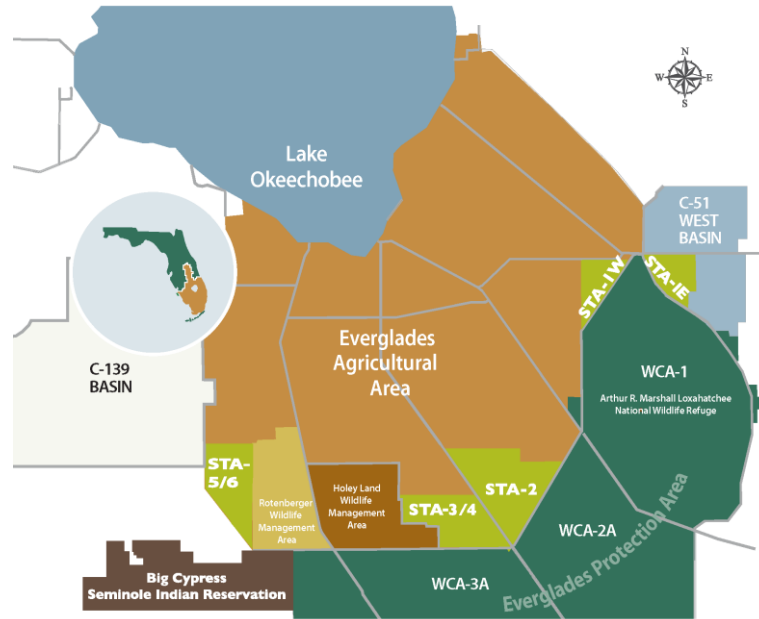 N
W
E
S
Lake
Okeechobee
C-51
WEST
BASIN
STA-1W
STA-IE
Everglades
Agricultural
Area
C-139
BASIN
WCA-1
Arthur R. Marshall Loxahatchee
National Wildlife Refuge
STA-
5/6
Rotenberger
Wildlife
Management
Area
Holey Land
Wildlife
Management
Area
STA-3/4
STA-2
WCA-2A
Everglades Protection Area
Big Cypress
Seminole Indian Reservation
WCA-3A